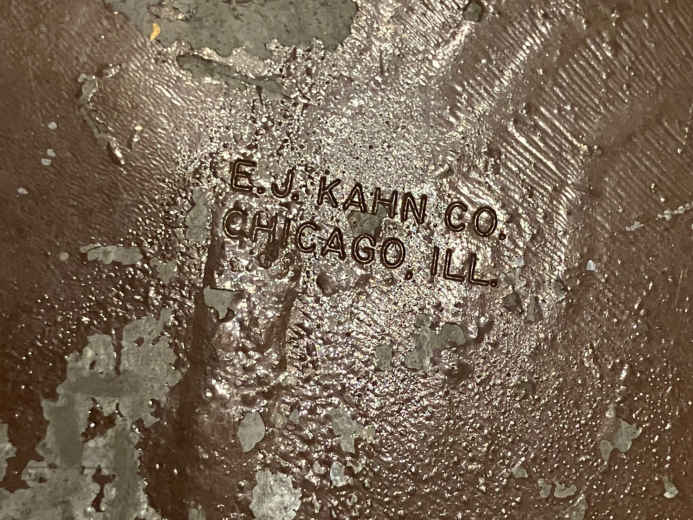 E.J. KAHN CO.
CHICAGO, ILL.